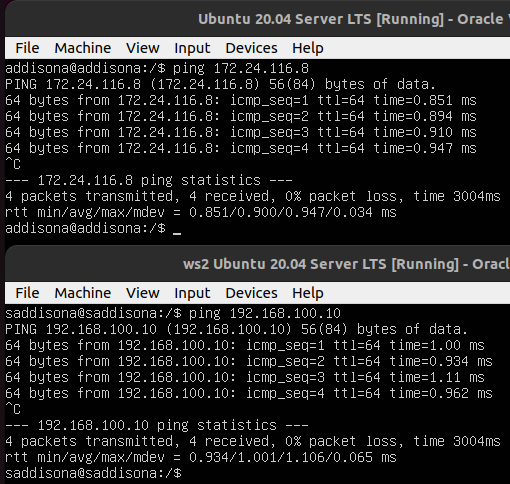 Ubuntu 20.04 Server LTS [Running] - Oracle
File Machine View Input Devices Help
addisona@addisona:/$ ping 172.24.116.8
PING 172.24.116.8 (172.24.116.8) 56(84) bytes of data.
64 bytes from 172.24.116.8: icmp_seq=1 ttl=64 time=0.851 ms
64 bytes from 172.24.116.8: icmp_seq=2 ttl=64 time=0.894 ms
64 bytes from 172.24.116.8: icmp_seq=3 ttl=64 time=0.910 ms
64 bytes from 172.24.116.8: icmp_seq=4 ttl=64 time=0.947 ms
^C
--- 172.24.116.8 ping statistics ---
4 packets transmitted, 4 received, 0% packet loss, time 3004ms
rtt min/avg/max/mdev = 0.851/0.900/0.947/0.034 ms
addisona@addisona:/$ _
ws2 Ubuntu 20.04 Server LTS [Running] - Oracl
File Machine View Input Devices Help
saddisona@saddisona:/$ ping 192.168.100.10
PING 192.168.100.10 (192.168.100.10) 56(84) bytes of data.
64 bytes from 192.168.100.10: icmp_seq=1 ttl=64 time=1.00 ms
64 bytes from 192.168.100.10: icmp_seq=2 ttl=64 time=0.934 ms
64 bytes from 192.168.100.10: icmp_seq=3 ttl=64 time=1.11 ms
64 bytes from 192.168.100.10: icmp_seq=4 ttl=64 time=0.962 ms
^C
--- 192.168.100.10 ping statistics ---
4 packets transmitted, 4 received, 0% packet loss, time 3004ms
rtt min/avg/max/mdev = 0.934/1.001/1.106/0.065 ms
saddisona@saddisona:/$